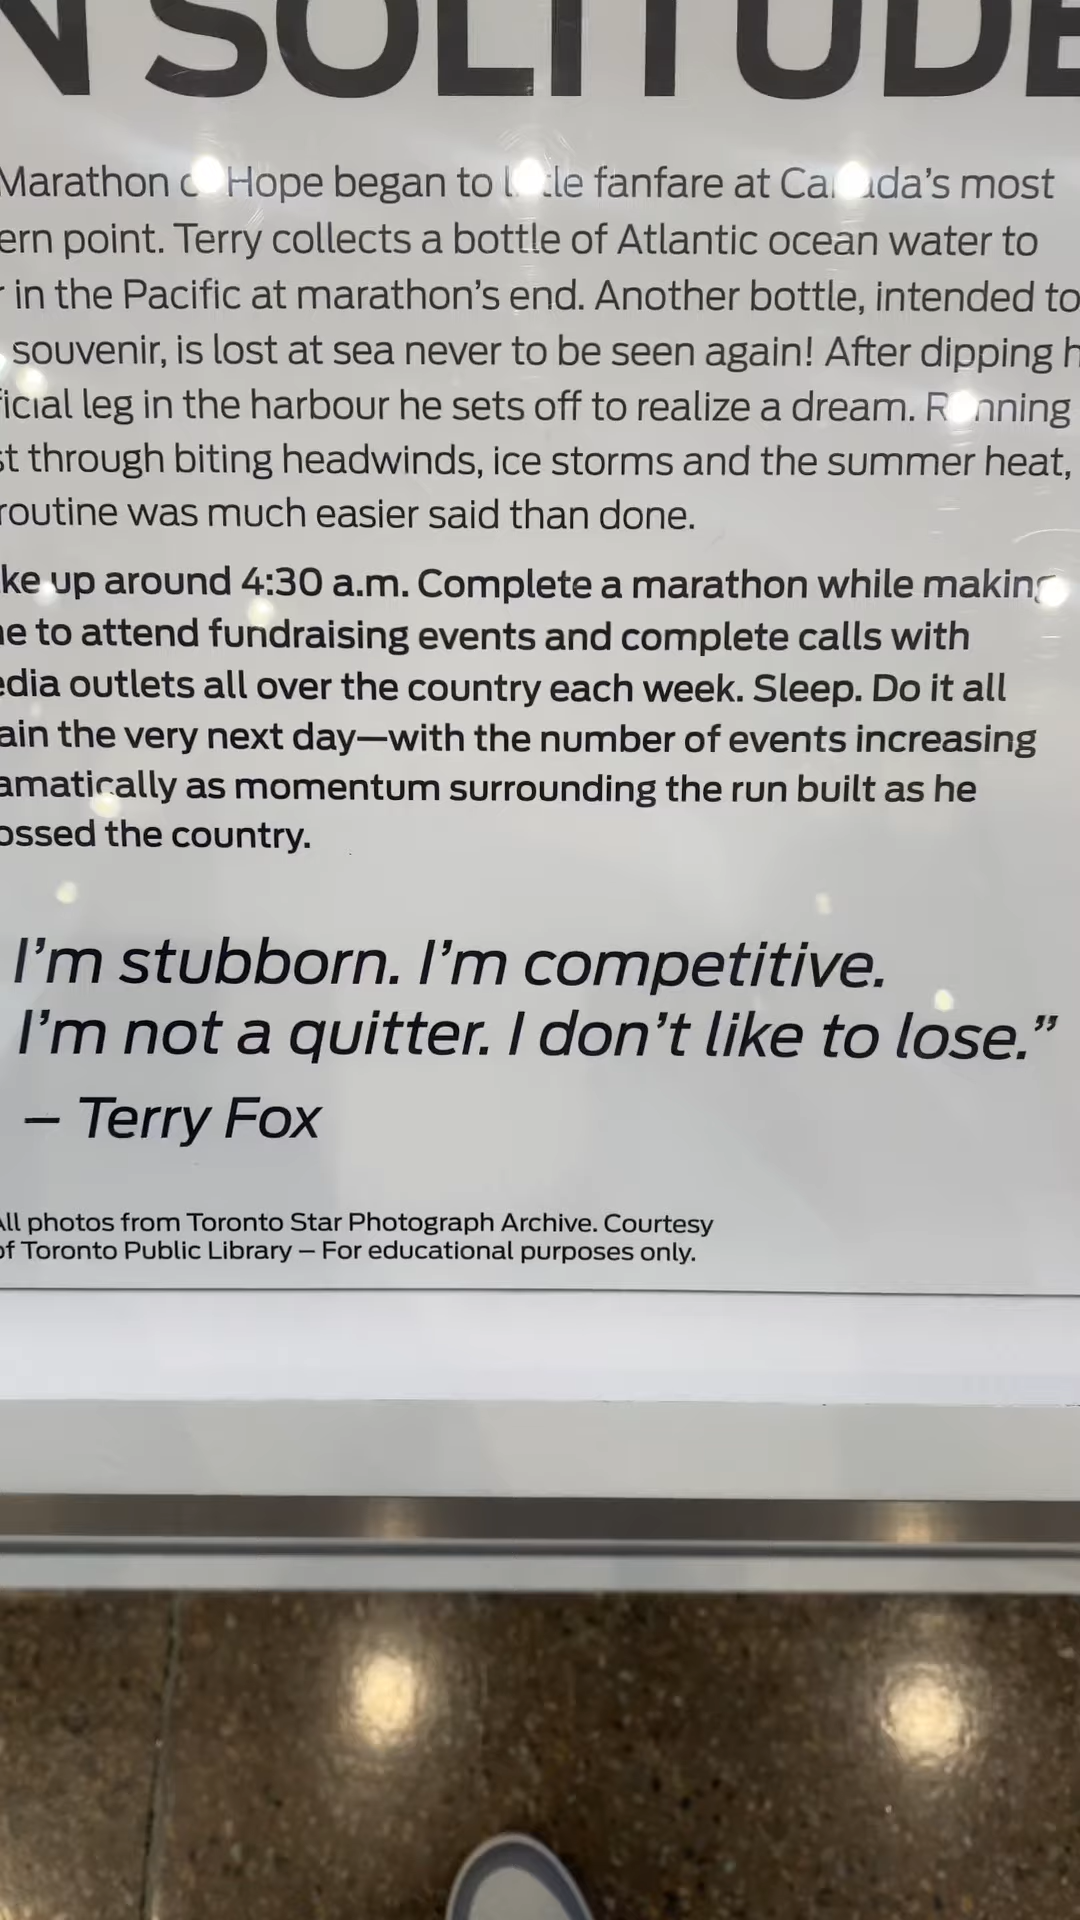 N SOLITUDE
Marathon of Hope began to little fanfare at Canada's most
ern point. Terry collects a bottle of Atlantic ocean water to
in the Pacific at marathon's end. Another bottle, intended to
souvenir, is lost at sea never to be seen again! After dipping h
ficial leg in the harbour he sets off to realize a dream. Running
st through biting headwinds, ice storms and the summer heat,
routine was much easier said than done.
ke up around 4:30 a.m. Complete a marathon while making
ne to attend fundraising events and complete calls with
edia outlets all over the country each week. Sleep. Do it all
ain the very next day—with the number of events increasing
amatically as momentum surrounding the run built as he
ossed the country.
I'm stubborn. I'm competitive.
I'm not a quitter. I don't like to lose.”
– Terry Fox
All photos from Toronto Star Photograph Archive. Courtesy
of Toronto Public Library – For educational purposes only.